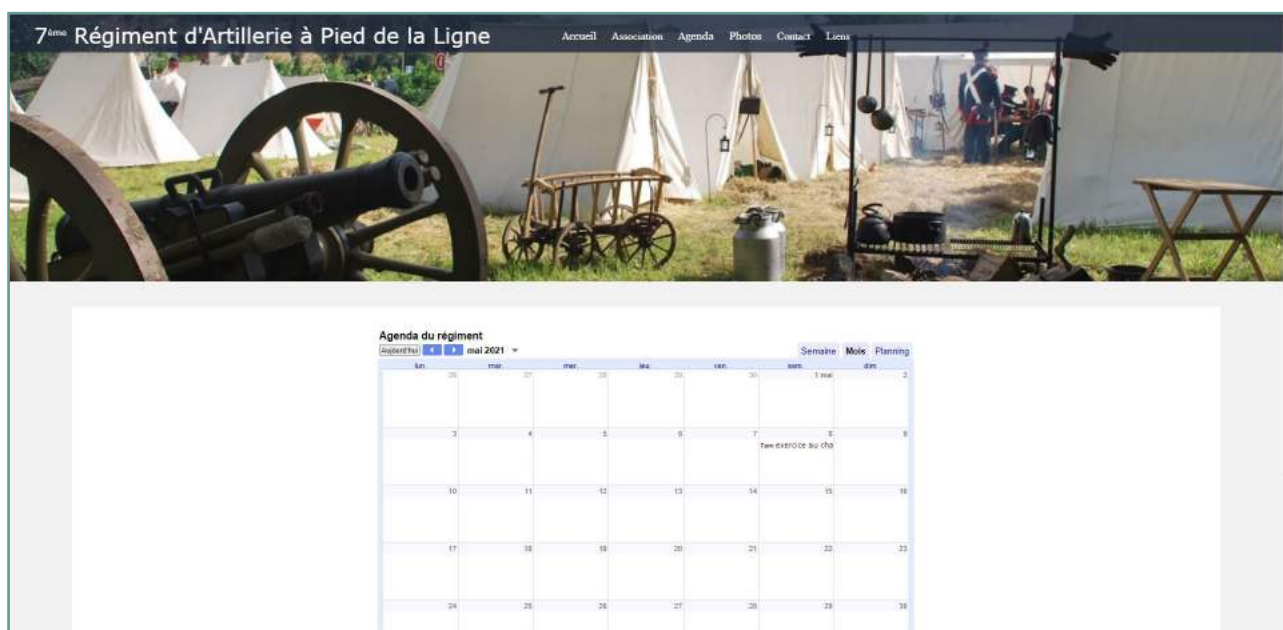 7ème Régiment d'Artillerie à Pied de la Ligne
Accueil Association Agenda Photos Contact Liens
Agenda du régiment
Aujourd'hui mai 2021
Semaine Mois Planning
lun. mar. mer. jeu. ven. sam. dim.
26 27 28 29 30 1 mai 2
3 4 5 6 7 8 9
exercice au cha
10 11 12 13 14 15 16
17 18 19 20 21 22 23
24 25 26 27 28 29 30